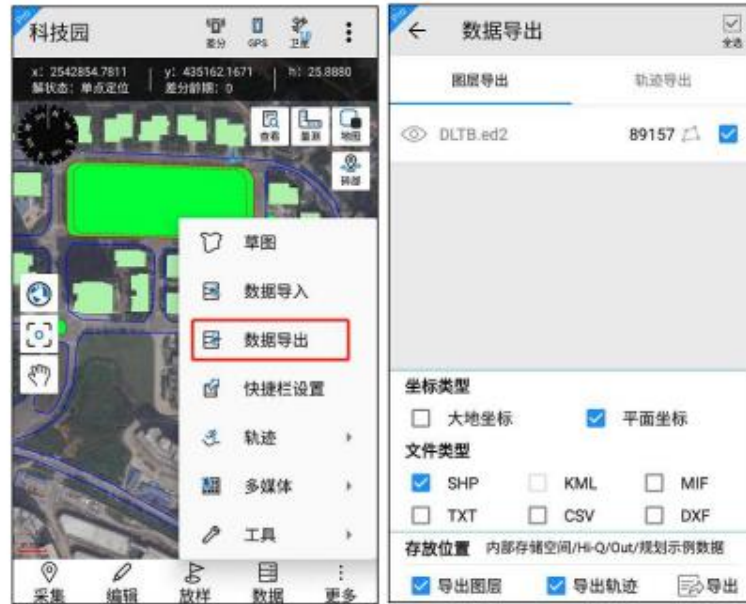 Pro
科技园
差分 GPS 卫星
x: 2542854.7811 y: 435162.1671 h: 25.8880
解状态: 单点定位 差分龄期: 0
查看 量测 地图
草图
数据导入
数据导出
快捷栏设置
轨迹
多媒体
工具
采集 编辑 放样 数据 更多
Pro
数据导出
全选
图层导出 轨迹导出
DLTB.ed2 89157
坐标类型
大地坐标 平面坐标
文件类型
SHP KML MIF
TXT CSV DXF
存放位置 内部存储空间/Hi-Q/Out/规划示例数据
导出图层 导出轨迹 导出